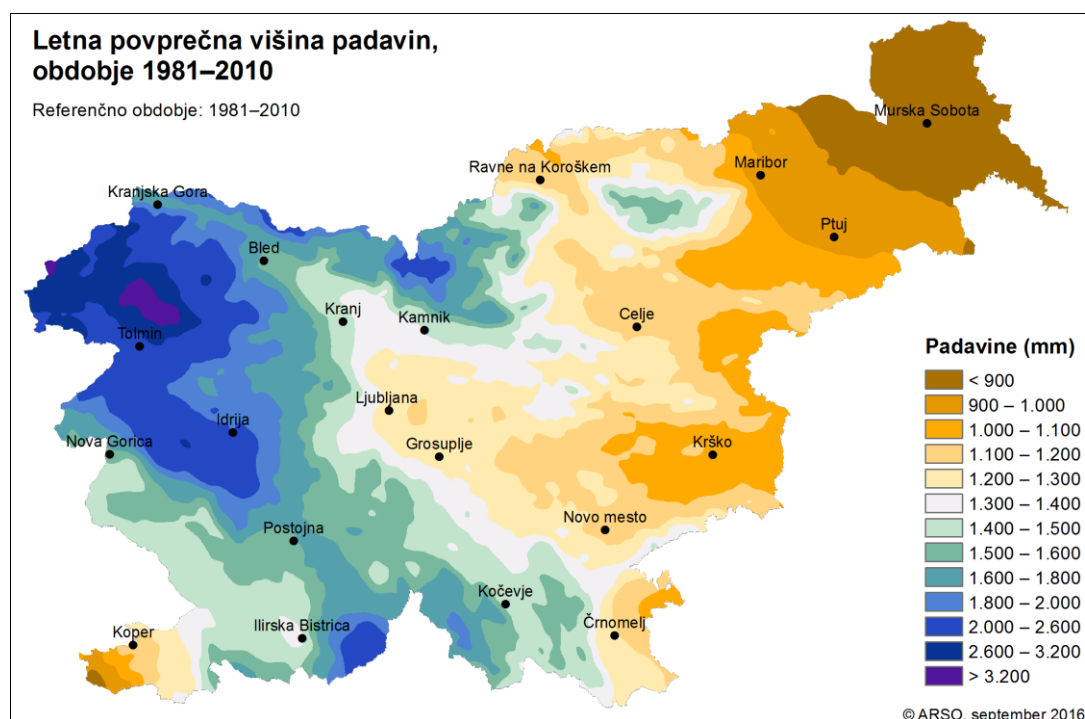 Letna povprečna višina padavin,
obdobje 1981–2010
Referenčno obdobje: 1981–2010
Murska Sobota
Ravne na Koroškem
Maribor
Kranjska Gora
Ptuj
Bled
Kranj
Kamnik
Celje
Tolmin
Ljubljana
Idrija
Nova Gorica
Grosuplje
Krško
Postojna
Novo mesto
Kočevje
Koper
Ilirska Bistrica
Črnomelj
Padavine (mm)
< 900
900 – 1.000
1.000 – 1.100
1.100 – 1.200
1.200 – 1.300
1.300 – 1.400
1.400 – 1.500
1.500 – 1.600
1.600 – 1.800
1.800 – 2.000
2.000 – 2.600
2.600 – 3.200
> 3.200
© ARSO, september 2016